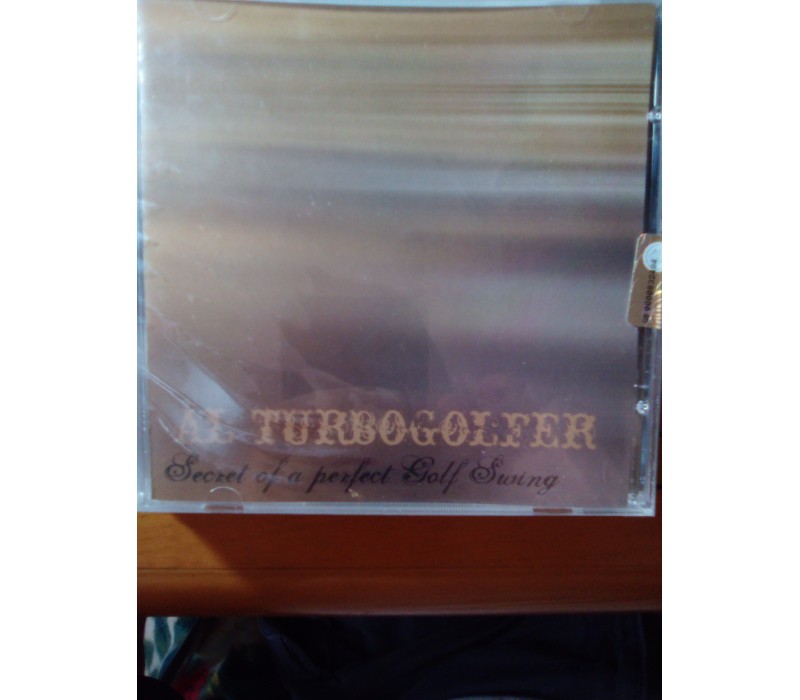 AL TURBOGOLFER
Secret of a perfect Golf Swing